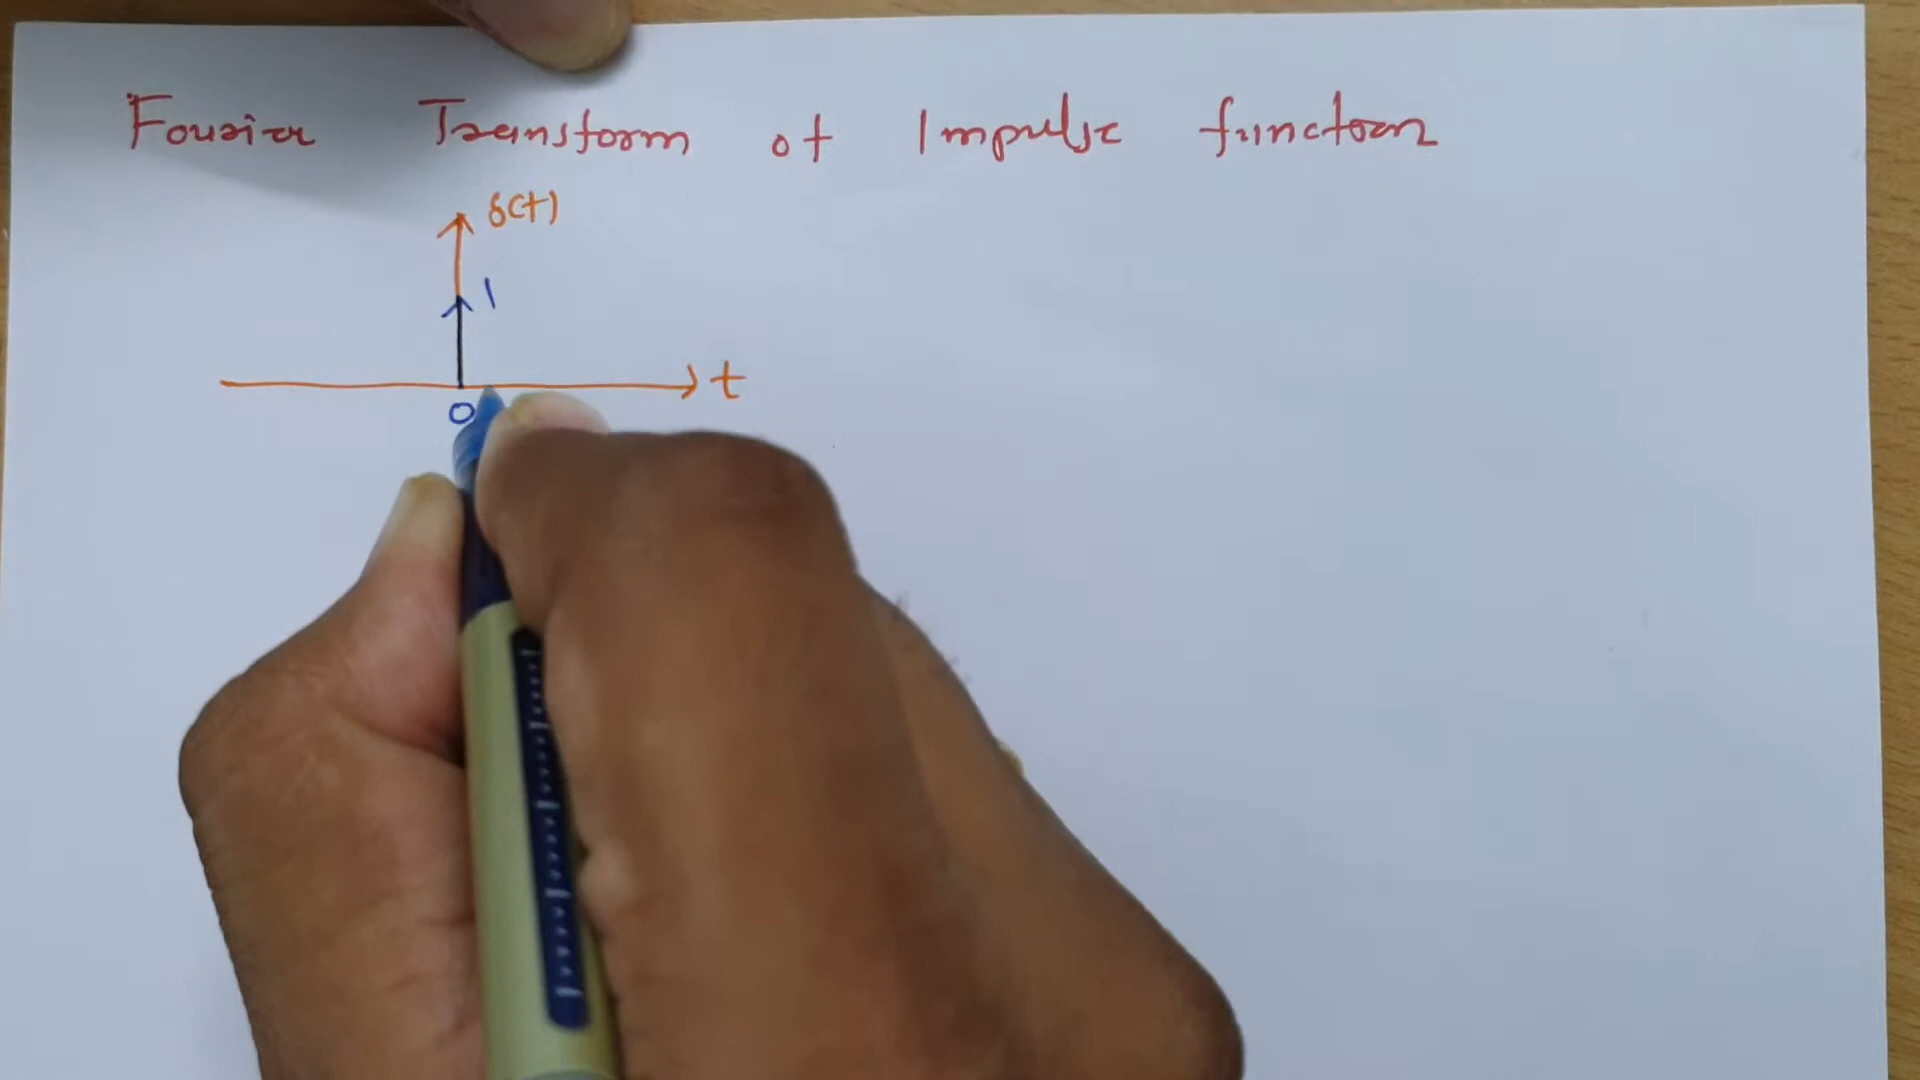 Fourier Transform of Impulse function
δ(t)
1
t
0